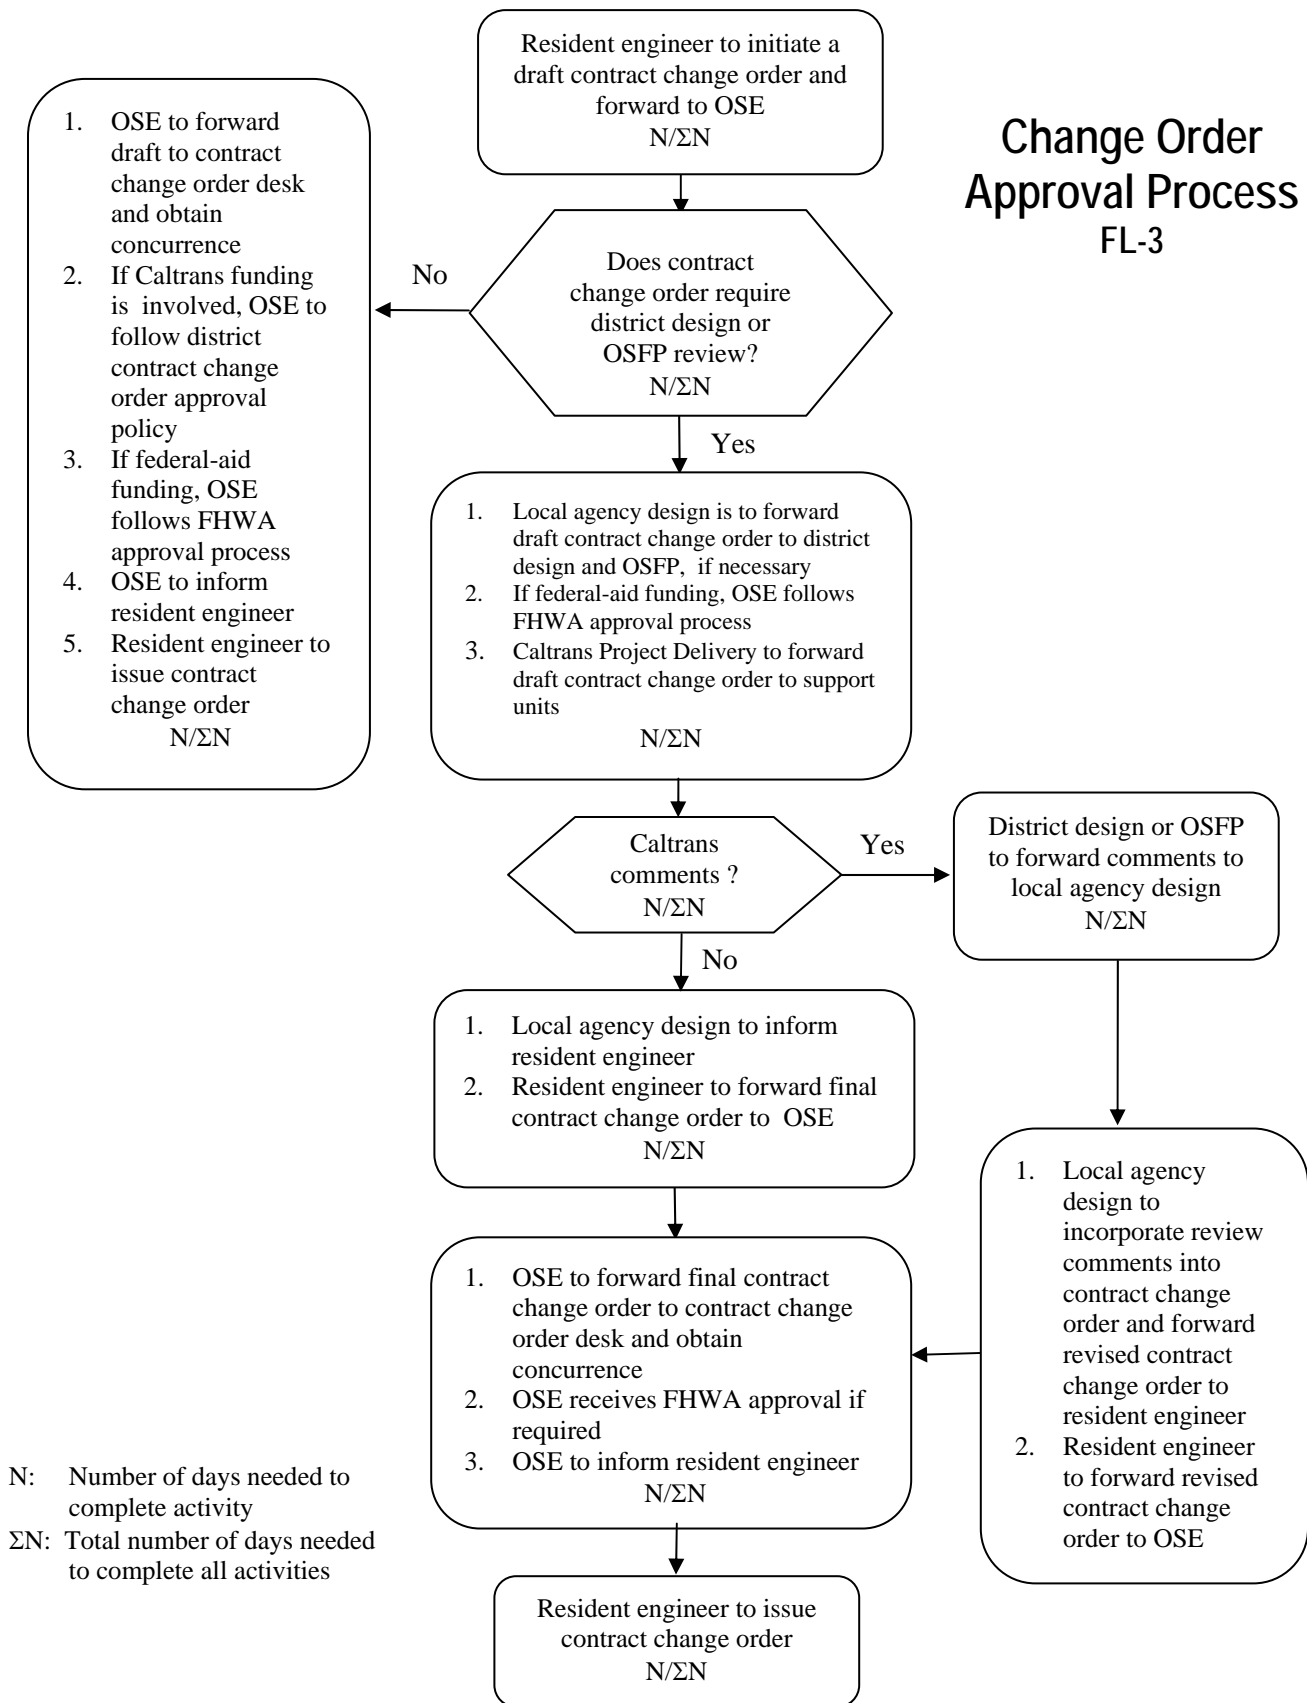 Resident engineer to initiate a
draft contract change order and
forward to OSE
N/ΣN
Change Order
Approval Process
FL-3
1. OSE to forward
draft to contract
change order desk
and obtain
concurrence
2. If Caltrans funding
is involved, OSE to
follow district
contract change
order approval
policy
3. If federal-aid
funding, OSE
follows FHWA
approval process
4. OSE to inform
resident engineer
5. Resident engineer to
issue contract
change order
N/ΣN
No
Does contract
change order require
district design or
OSFP review?
N/ΣN
Yes
1. Local agency design is to forward
draft contract change order to district
design and OSFP, if necessary
2. If federal-aid funding, OSE follows
FHWA approval process
3. Caltrans Project Delivery to forward
draft contract change order to support
units
N/ΣN
Caltrans
comments ?
N/ΣN
Yes
District design or OSFP
to forward comments to
local agency design
N/ΣN
No
1. Local agency design to inform
resident engineer
2. Resident engineer to forward final
contract change order to OSE
N/ΣN
1. Local agency
design to
incorporate review
comments into
contract change
order and forward
revised contract
change order to
resident engineer
2. Resident engineer
to forward revised
contract change
order to OSE
1. OSE to forward final contract
change order to contract change
order desk and obtain
concurrence
2. OSE receives FHWA approval if
required
3. OSE to inform resident engineer
N/ΣN
N: Number of days needed to
complete activity
ΣN: Total number of days needed
to complete all activities
Resident engineer to issue
contract change order
N/ΣN